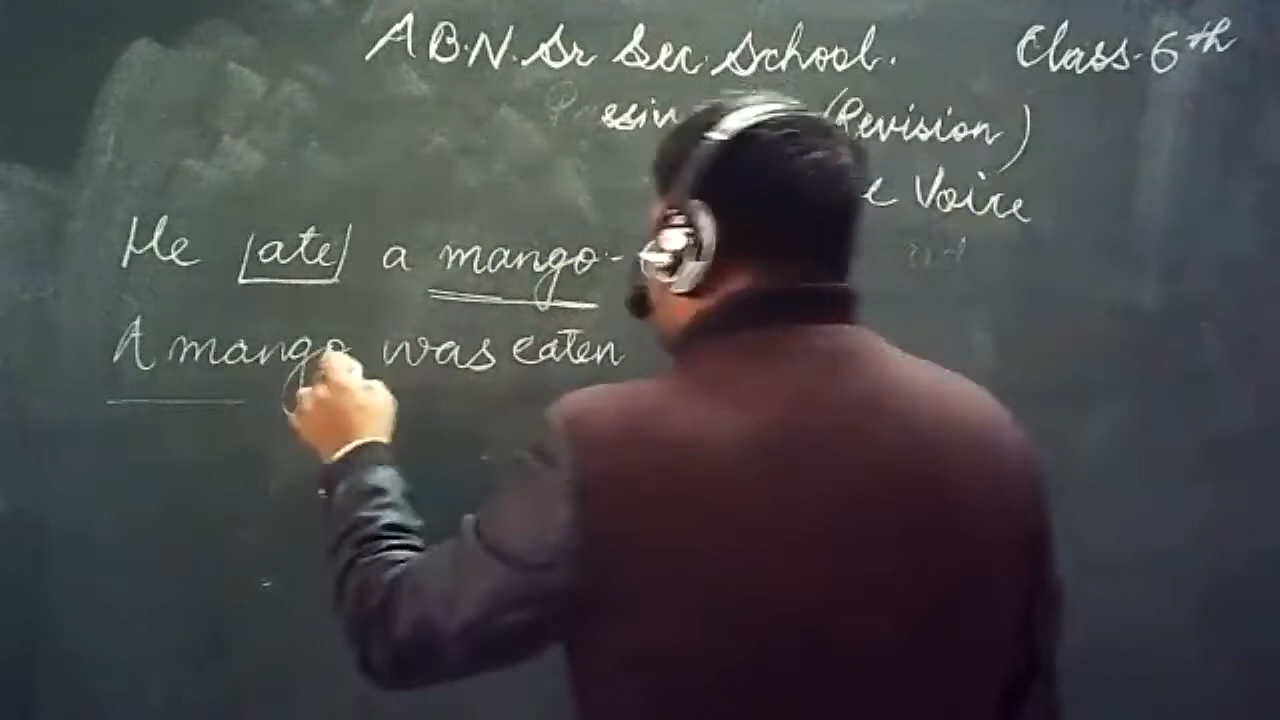 A B.N. Sr Sec. School. Class-6th
(Revision)
Voice
He ate a mango-
A mango was eaten